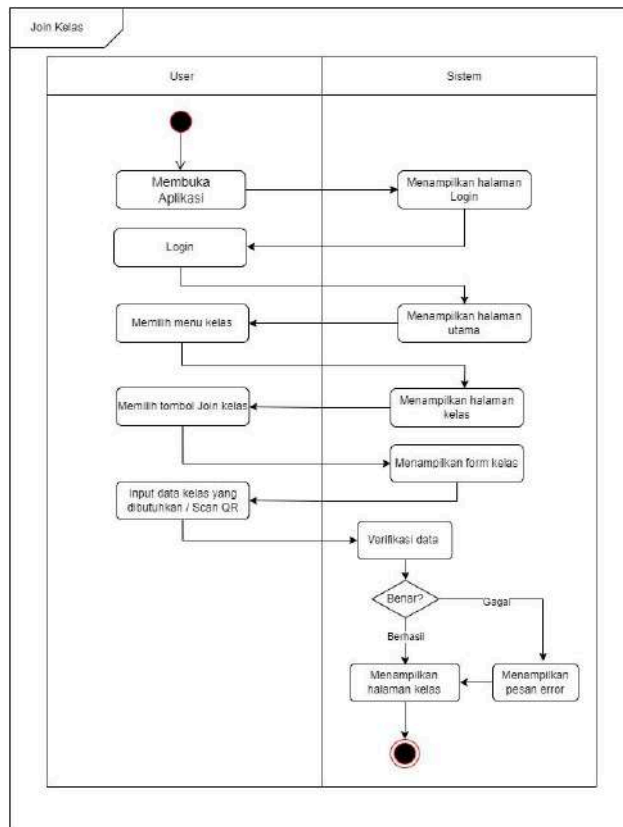 Join Kelas
User
Sistem
Membuka
Aplikasi
Menampilkan halaman
Login
Login
Menampilkan halaman
utama
Memilih menu kelas
Menampilkan halaman
kelas
Memilih tombol Join kelas
Menampilkan form kelas
Input data kelas yang
dibutuhkan / Scan QR
Verifikasi data
Benar?
Gagal
Berhasil
Menampilkan
halaman kelas
Menampilkan
pesan error